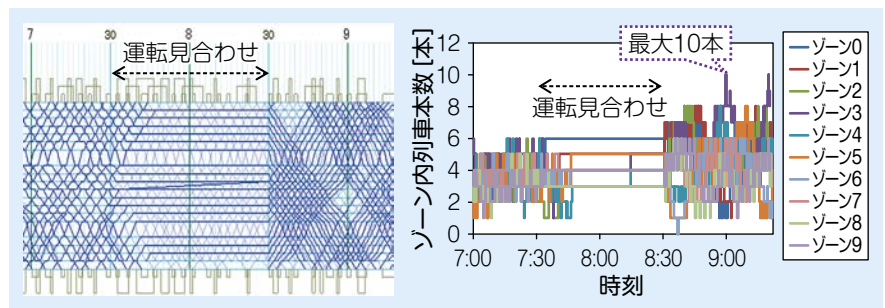 7 30 8 30 9
運転見合わせ
ゾーン内列車本数 [本]
12
10
8
6
4
2
0
最大10本
運転見合わせ
7:00 7:30 8:00 8:30 9:00
時刻
ゾーン0
ゾーン1
ゾーン2
ゾーン3
ゾーン4
ゾーン5
ゾーン6
ゾーン7
ゾーン8
ゾーン9